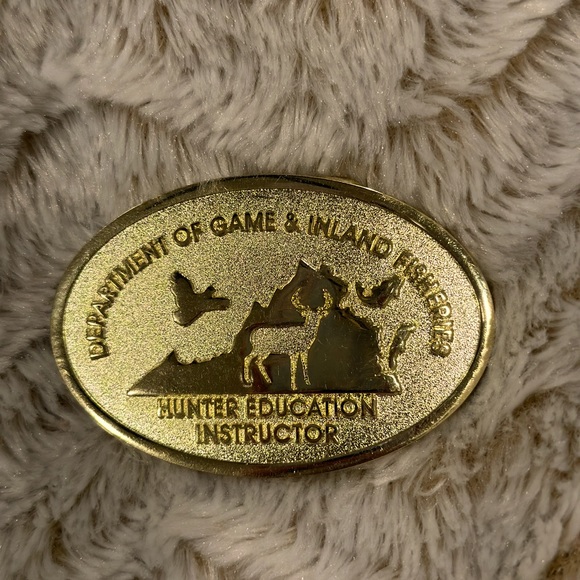 DEPARTMENT OF GAME & INLAND FISHERIES
HUNTER EDUCATION
INSTRUCTOR